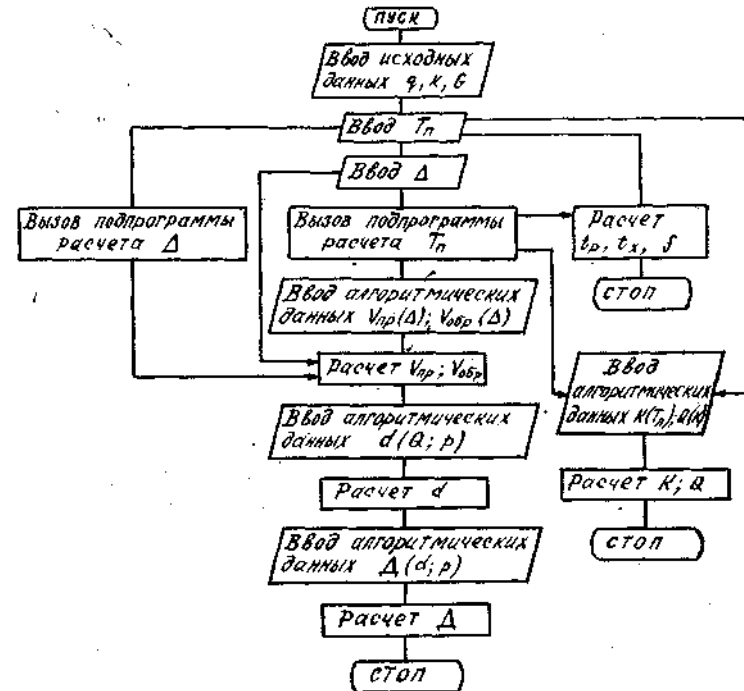 пуск
Ввод исходных
данных q, к, G
Ввод Tп
Ввод Δ
Вызов подпрограммы
расчета Δ
Вызов подпрограммы
расчета Tп
Расчет
tр, tх, f
стоп
Ввод алгоритмических
данных Vпр(Δ); Vобр(Δ)
Расчет Vпр; Vобр
Ввод
алгоритмических
данных К(Tп); Q(К)
Ввод алгоритмических
данных d(Q; p)
Расчет d
Расчет К; Q
стоп
Ввод алгоритмических
данных Д(d; p)
Расчет Д
стоп